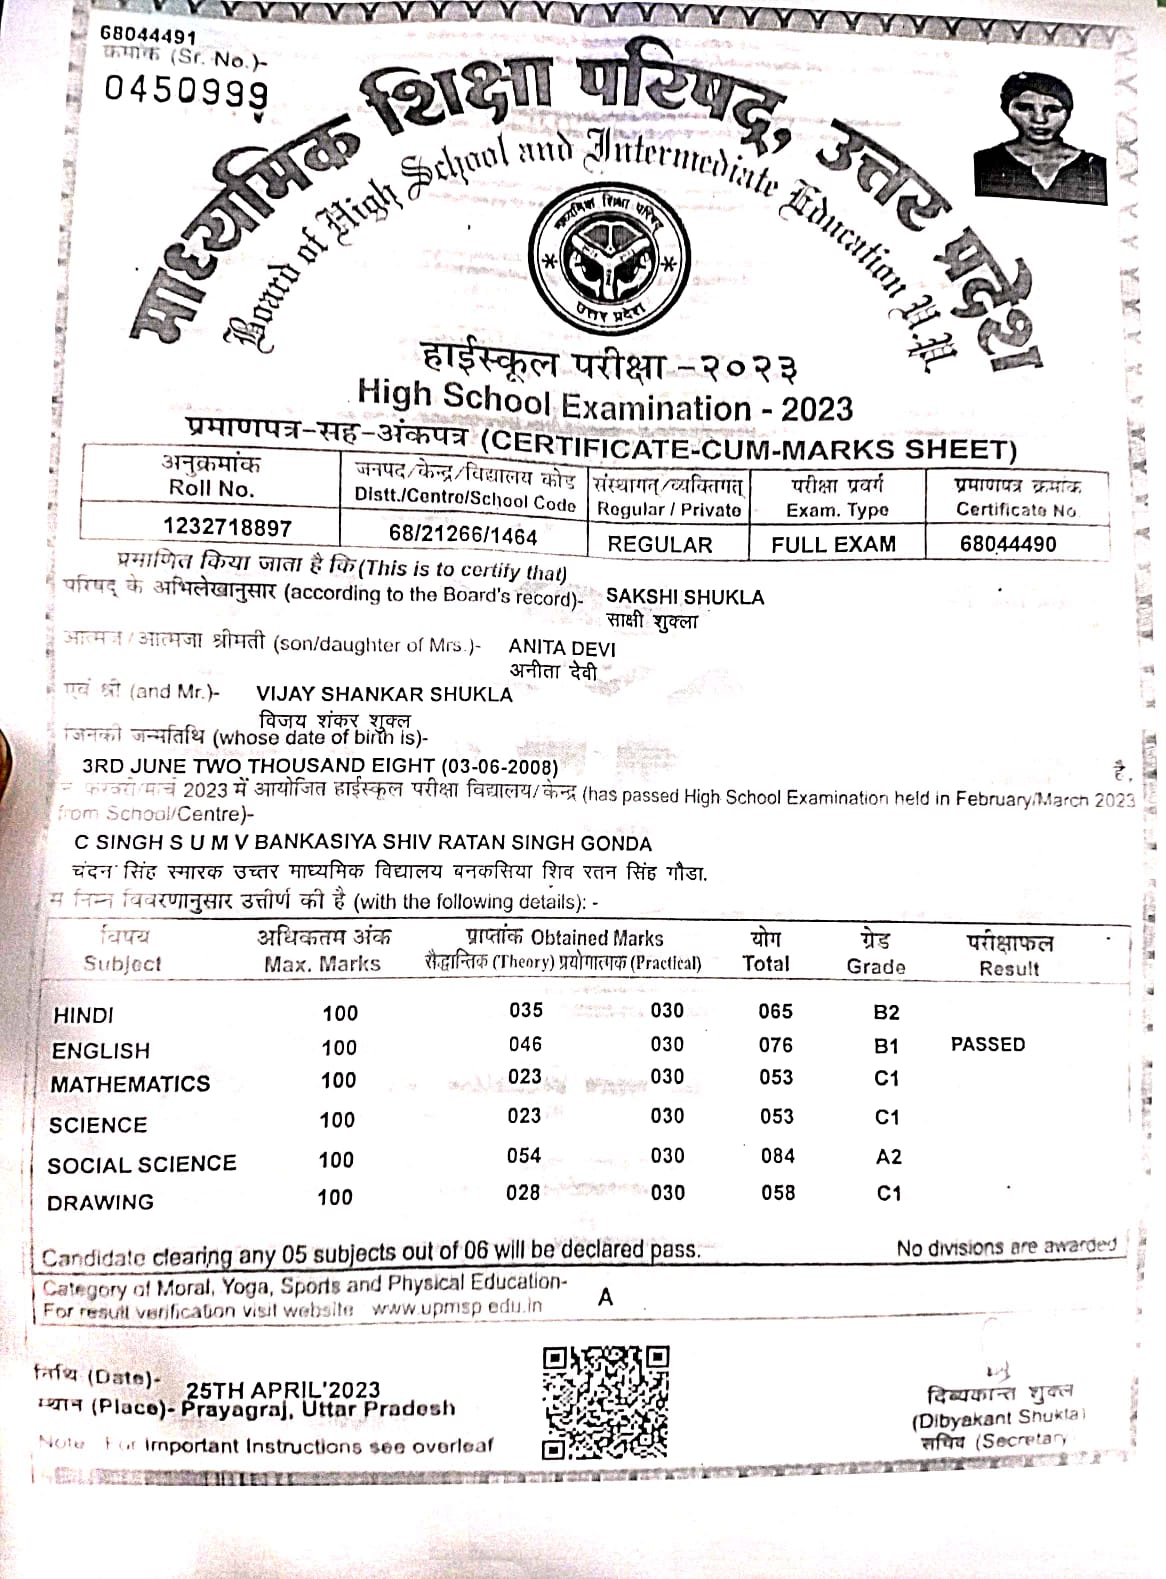 68044491
क्रमांक (Sr. No.)-
0450999
माध्यमिक शिक्षा परिषद्, उत्तर प्रदेश
Board of High School and Intermediate Education U.P.
माध्यमिक शिक्षा परिषद्
उत्तर प्रदेश
हाईस्कूल परीक्षा -२०२३
High School Examination - 2023
प्रमाणपत्र-सह-अंकपत्र (CERTIFICATE-CUM-MARKS SHEET)
अनुक्रमांक जनपद/केन्द्र/विद्यालय कोड संस्थागत/व्यक्तिगत् परीक्षा प्रवर्ग प्रमाणपत्र क्रमांक
Roll No. Distt./Centre/School Code Regular / Private Exam. Type Certificate No.
1232718897 68/21266/1464 REGULAR FULL EXAM 68044490
प्रमाणित किया जाता है कि (This is to certify that)
परिषद् के अभिलेखानुसार (according to the Board's record)- SAKSHI SHUKLA
साक्षी शुक्ला
आत्मज/आत्मजा श्रीमती (son/daughter of Mrs.)- ANITA DEVI
अनीता देवी
एवं श्री (and Mr.)- VIJAY SHANKAR SHUKLA
विजय शंकर शुक्ल
जिनकी जन्मतिथि (whose date of birth is)-
3RD JUNE TWO THOUSAND EIGHT (03-06-2008) है,
ने फरवरी/मार्च 2023 में आयोजित हाईस्कूल परीक्षा विद्यालय/केन्द्र (has passed High School Examination held in February/March 2023
from School/Centre)-
C SINGH S U M V BANKASIYA SHIV RATAN SINGH GONDA
चंदन सिंह स्मारक उच्तर माध्यमिक विद्यालय बनकसिया शिव रतन सिंह गौडा.
से निम्न विवरणानुसार उत्तीर्ण की है (with the following details): -
विषय अधिकतम अंक प्राप्तांक Obtained Marks योग ग्रेड परीक्षाफल
Subject Max. Marks सैद्धान्तिक (Theory) प्रयोगात्मक (Practical) Total Grade Result
HINDI 100 035 030 065 B2
ENGLISH 100 046 030 076 B1 PASSED
MATHEMATICS 100 023 030 053 C1
SCIENCE 100 023 030 053 C1
SOCIAL SCIENCE 100 054 030 084 A2
DRAWING 100 028 030 058 C1
Candidate clearing any 05 subjects out of 06 will be declared pass. No divisions are awarded
Category of Moral, Yoga, Sports and Physical Education- A
For result verification visit website www.upmsp.edu.in
तिथि (Date)- 25TH APRIL'2023
स्थान (Place)- Prayagraj, Uttar Pradesh
Note For Important Instructions see overleaf
दिब्यकान्त शुक्ल
(Dibyakant Shukla)
सचिव (Secretary